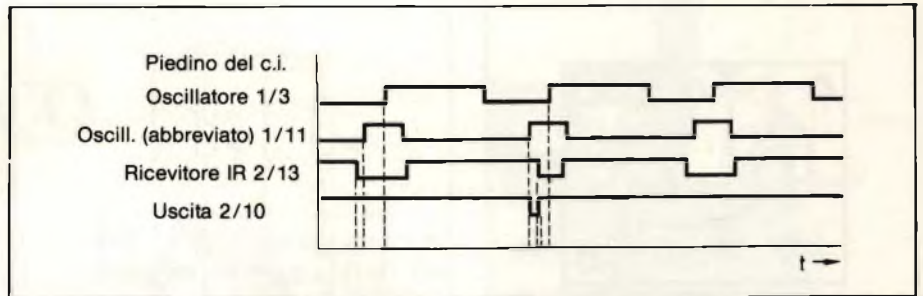 Piedino del c.i.
Oscillatore 1/3
Oscill. (abbreviato) 1/11
Ricevitore IR 2/13
Uscita 2/10
t →